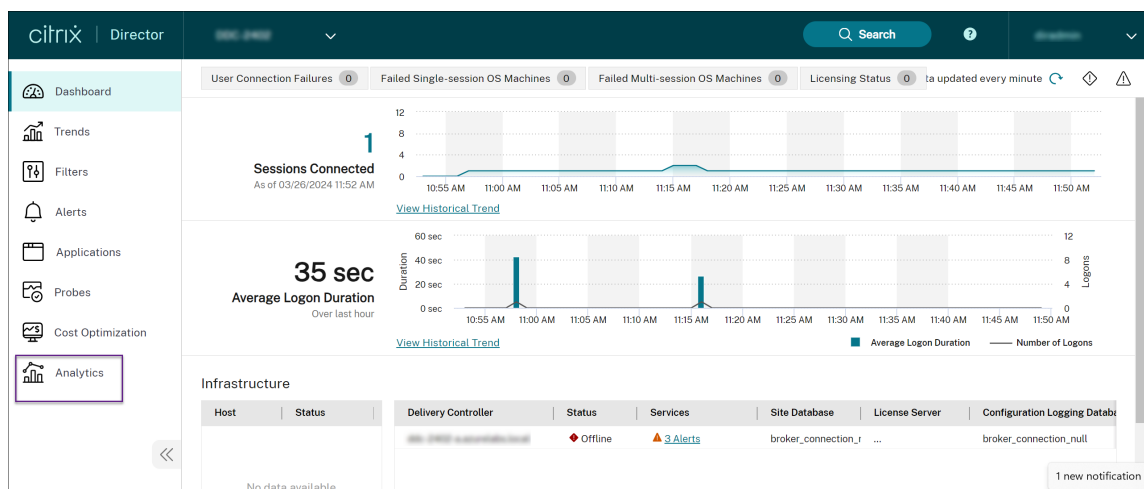 citrix | Director
Search
?
Dashboard
Trends
Filters
Alerts
Applications
Probes
Cost Optimization
Analytics
User Connection Failures 0
Failed Single-session OS Machines 0
Failed Multi-session OS Machines 0
Licensing Status 0
ta updated every minute
1
Sessions Connected
As of 03/26/2024 11:52 AM
12
8
4
0
10:55 AM 11:00 AM 11:05 AM 11:10 AM 11:15 AM 11:20 AM 11:25 AM 11:30 AM 11:35 AM 11:40 AM 11:45 AM 11:50 AM
View Historical Trend
35 sec
Average Logon Duration
Over last hour
Duration
60 sec
40 sec
20 sec
0 sec
12
8
4
0
Logons
10:55 AM 11:00 AM 11:05 AM 11:10 AM 11:15 AM 11:20 AM 11:25 AM 11:30 AM 11:35 AM 11:40 AM 11:45 AM 11:50 AM
View Historical Trend
Average Logon Duration
Number of Logons
Infrastructure
Host Status
No data available
Delivery Controller Status Services Site Database License Server Configuration Logging Databa
Offline 3 Alerts broker_connection_r ... broker_connection_null
1 new notification